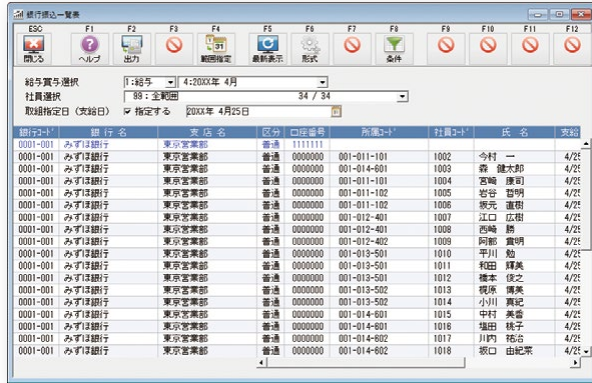 銀行振込一覧表
ESC F1 F2 F3 F4 F5 F6 F7 F8 F9 F10 F11 F12
閉じる ヘルプ 出力 範囲指定 最新表示 形式 条件
給与賞与選択 1:給与 4:20XX年 4月
社員選択 99:全範囲 34 / 34
取組指定日（支給日） 指定する 20XX年 4月25日
銀行コード 銀 行 名 支 店 名 区分 口座番号 所属コード 社員コード 氏 名 支給
0001-001 みずほ銀行 東京営業部 普通 1111111
0001-001 みずほ銀行 東京営業部 普通 0000000 001-011-101 1002 今村 一 4/25
0001-001 みずほ銀行 東京営業部 普通 0000000 001-014-601 1003 森 健太郎 4/25
0001-001 みずほ銀行 東京営業部 普通 0000000 001-011-101 1004 宮崎 康司 4/25
0001-001 みずほ銀行 東京営業部 普通 0000000 001-011-102 1005 岩谷 哲明 4/25
0001-001 みずほ銀行 東京営業部 普通 0000000 001-011-102 1006 坂元 直樹 4/25
0001-001 みずほ銀行 東京営業部 普通 0000000 001-012-401 1007 江口 広樹 4/25
0001-001 みずほ銀行 東京営業部 普通 0000000 001-012-401 1008 西崎 勝 4/25
0001-001 みずほ銀行 東京営業部 普通 0000000 001-012-402 1009 阿部 貴明 4/25
0001-001 みずほ銀行 東京営業部 普通 0000000 001-013-501 1010 平川 勉 4/25
0001-001 みずほ銀行 東京営業部 普通 0000000 001-013-501 1011 和田 輝美 4/25
0001-001 みずほ銀行 東京営業部 普通 0000000 001-013-501 1012 橋本 俊之 4/25
0001-001 みずほ銀行 東京営業部 普通 0000000 001-013-502 1013 梶原 博美 4/25
0001-001 みずほ銀行 東京営業部 普通 0000000 001-013-502 1014 小川 真紀 4/25
0001-001 みずほ銀行 東京営業部 普通 0000000 001-014-601 1015 中村 美香 4/25
0001-001 みずほ銀行 東京営業部 普通 0000000 001-014-601 1016 塩田 桃子 4/25
0001-001 みずほ銀行 東京営業部 普通 0000000 001-014-602 1017 川内 祐治 4/25
0001-001 みずほ銀行 東京営業部 普通 0000000 001-014-602 1018 坂口 由紀菜 4/25